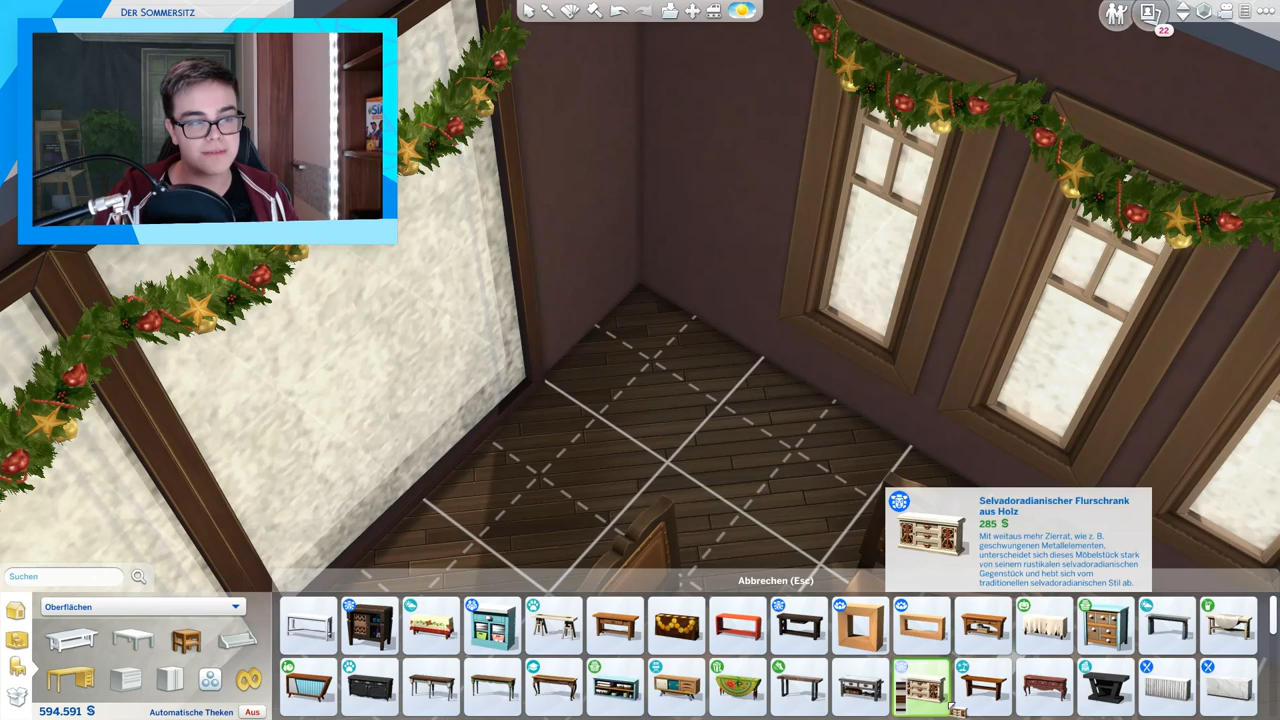 Der Sommersitz
22
Selvadoradianischer Flurschrank
aus Holz
285 $
Mit weitaus mehr Zierrat, wie z. B.
geschwungenen Metallelementen,
unterscheidet sich dieses Möbelstück stark
von seinem rustikalen selvadoradianischen
Gegenstück und hebt sich vom
traditionellen selvadoradianischen Stil ab.
Suchen
Abbrechen (Esc)
Oberflächen
594.591 $
Automatische Theken
Aus